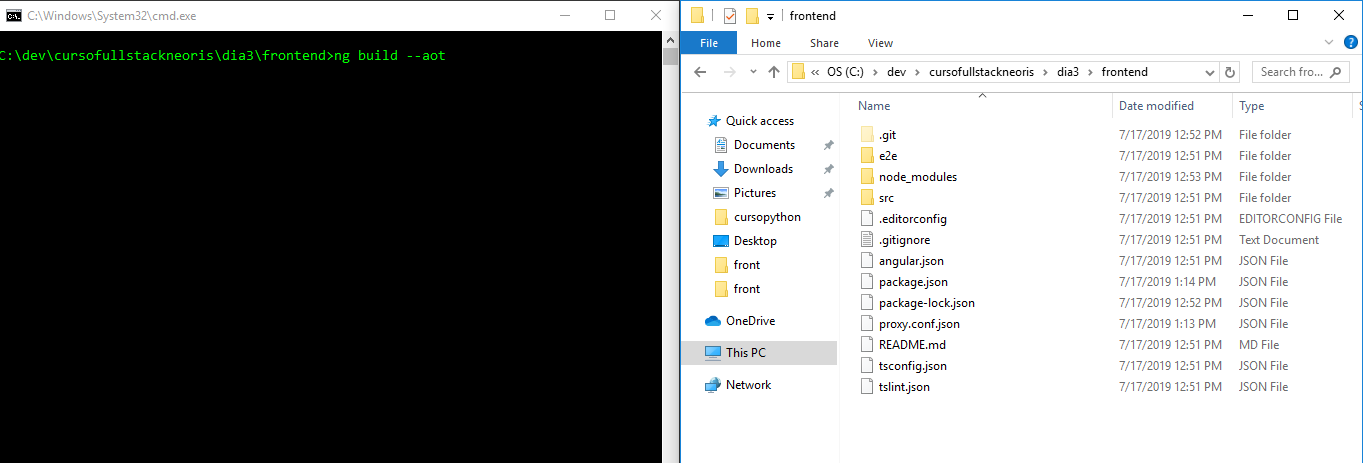 C:\Windows\System32\cmd.exe
C:\dev\cursofullstackneoris\dia3\frontend>ng build --aot
frontend
File Home Share View
« OS (C:) dev cursofullstackneoris dia3 frontend
Search fro...
Quick access
Documents
Downloads
Pictures
cursopython
Desktop
front
front
OneDrive
This PC
Network
Name Date modified Type
.git 7/17/2019 12:52 PM File folder
e2e 7/17/2019 12:51 PM File folder
node_modules 7/17/2019 12:53 PM File folder
src 7/17/2019 12:51 PM File folder
.editorconfig 7/17/2019 12:51 PM EDITORCONFIG File
.gitignore 7/17/2019 12:51 PM Text Document
angular.json 7/17/2019 12:51 PM JSON File
package.json 7/17/2019 1:14 PM JSON File
package-lock.json 7/17/2019 12:52 PM JSON File
proxy.conf.json 7/17/2019 1:13 PM JSON File
README.md 7/17/2019 12:51 PM MD File
tsconfig.json 7/17/2019 12:51 PM JSON File
tslint.json 7/17/2019 12:51 PM JSON File